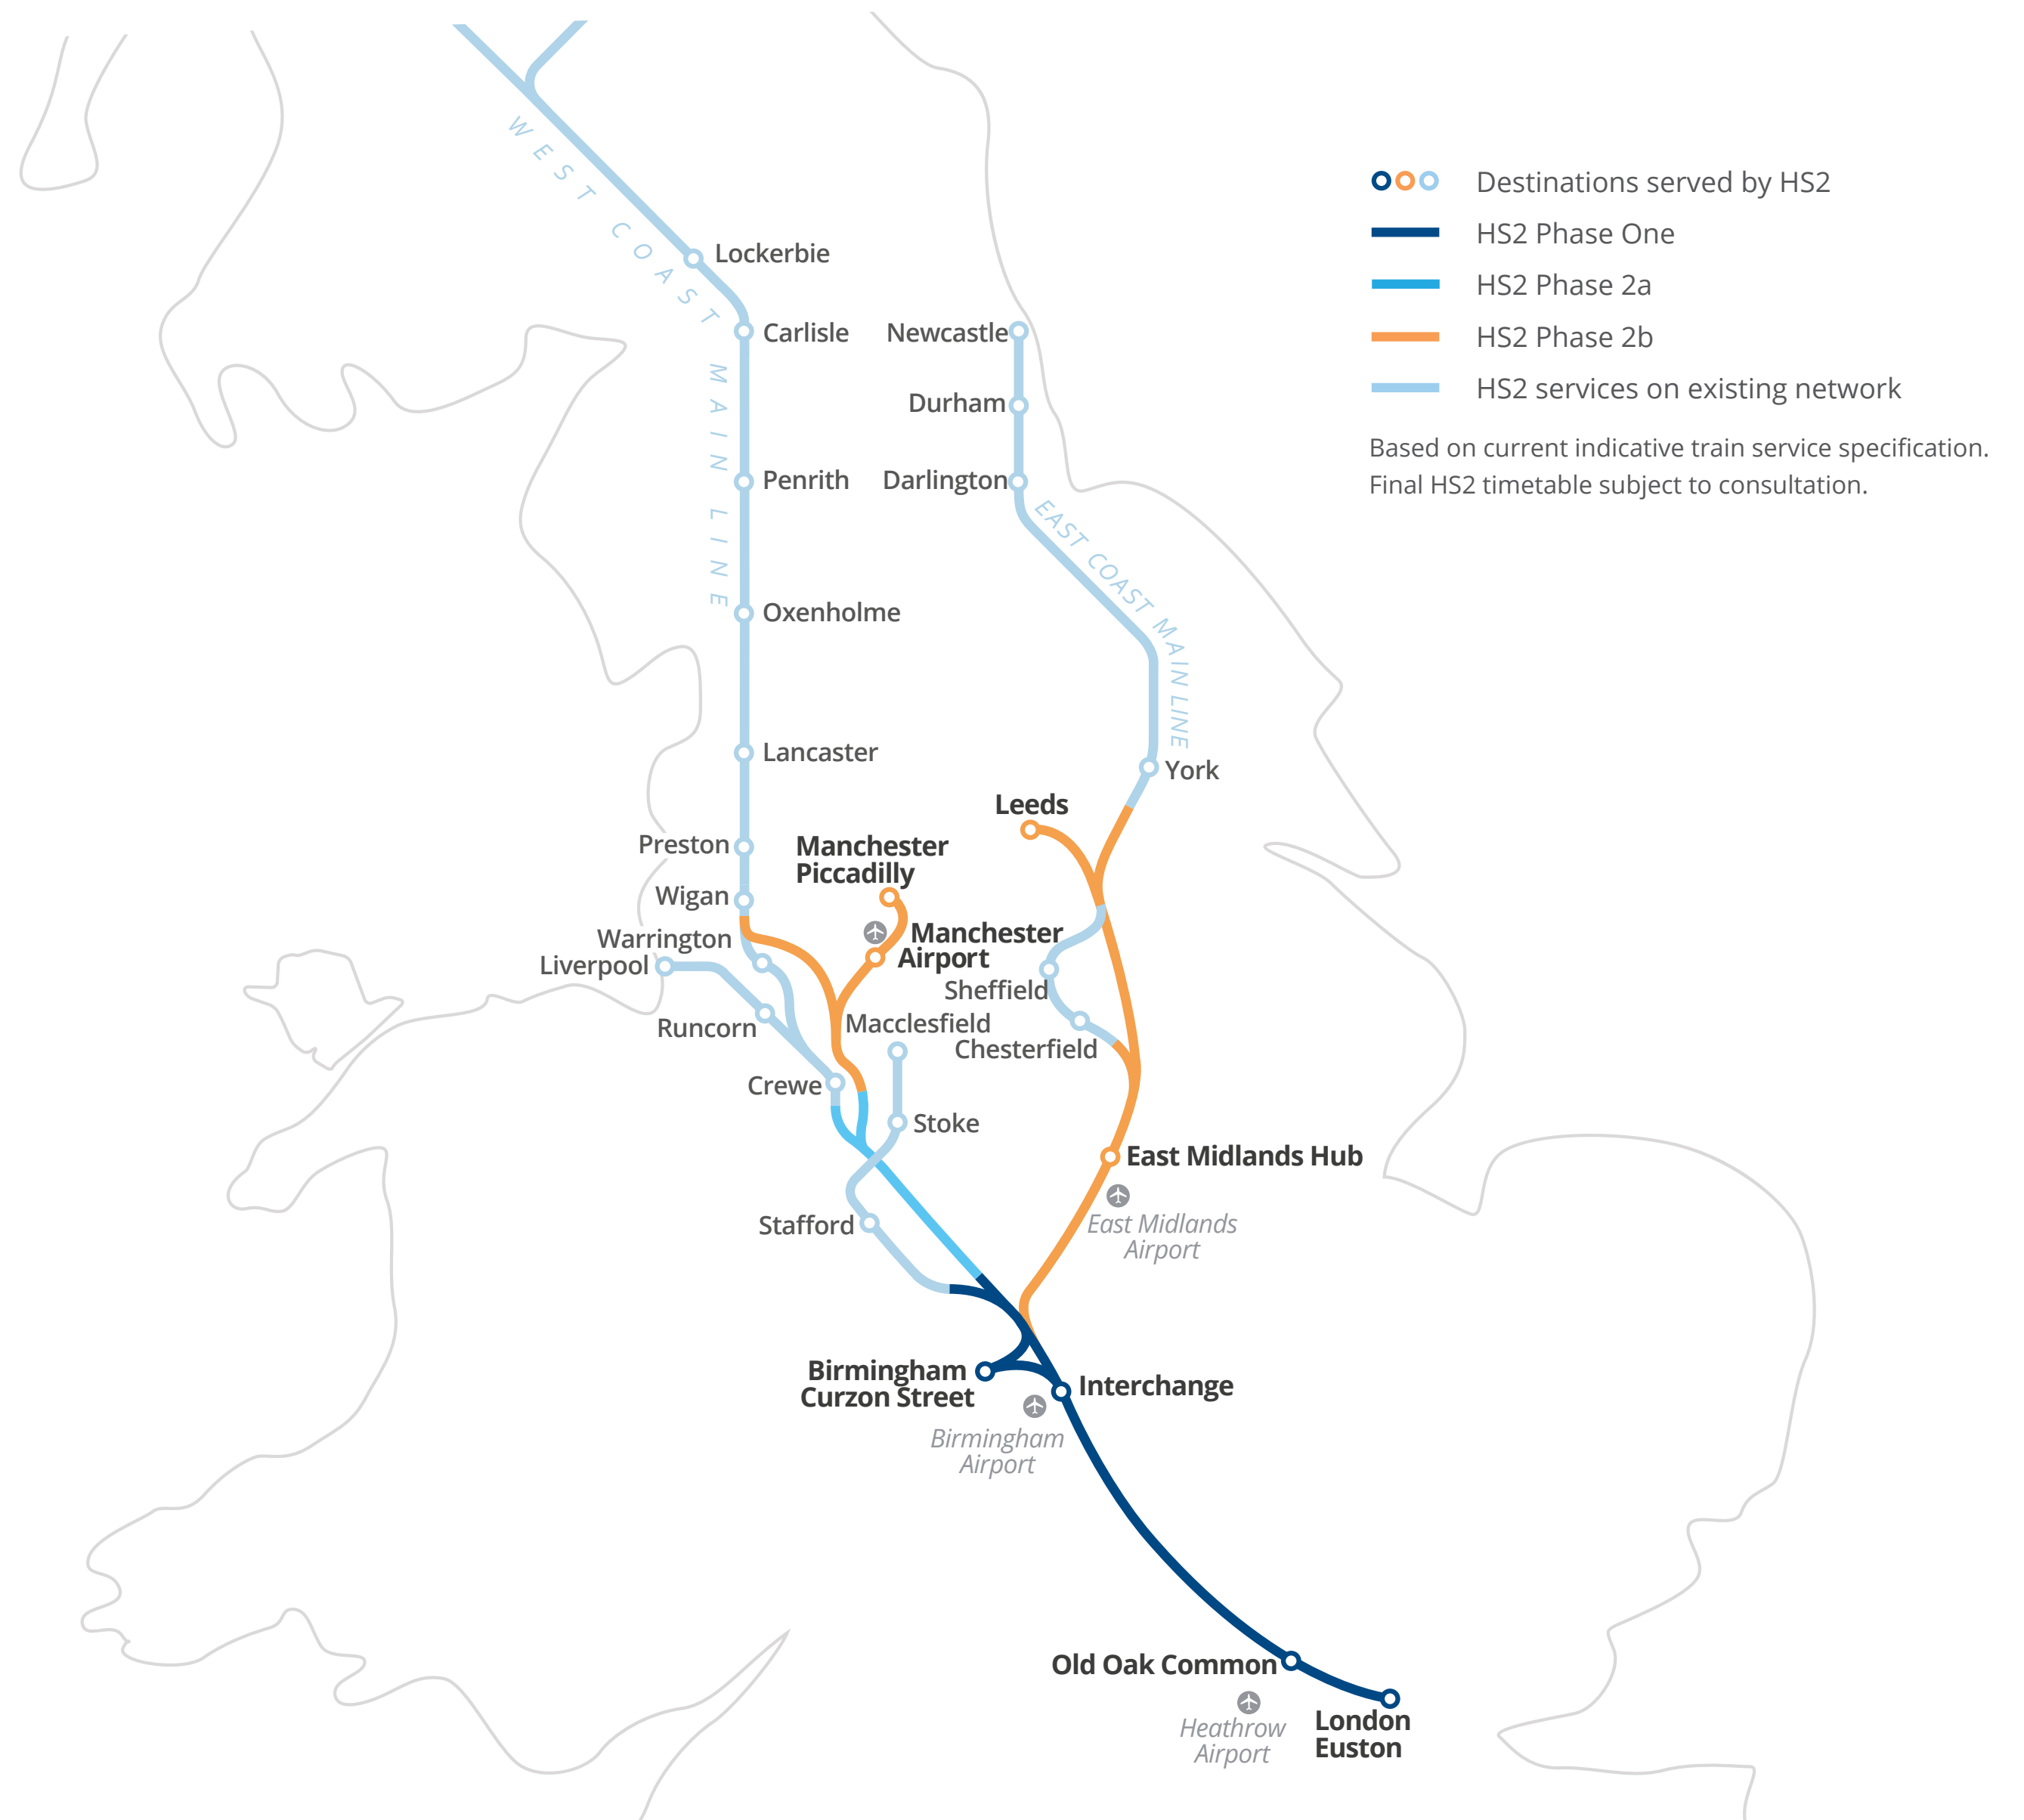 WEST COAST MAIN LINE
Lockerbie
Carlisle
Newcastle
Durham
Penrith
Darlington
EAST COAST MAIN LINE
Oxenholme
Lancaster
York
Leeds
Preston
Manchester
Piccadilly
Wigan
Warrington
Manchester
Airport
Liverpool
Sheffield
Runcorn
Macclesfield
Chesterfield
Crewe
Stoke
East Midlands Hub
Stafford
East Midlands
Airport
Birmingham
Curzon Street
Interchange
Birmingham
Airport
Old Oak Common
London
Euston
Heathrow
Airport
Destinations served by HS2
HS2 Phase One
HS2 Phase 2a
HS2 Phase 2b
HS2 services on existing network
Based on current indicative train service specification.
Final HS2 timetable subject to consultation.